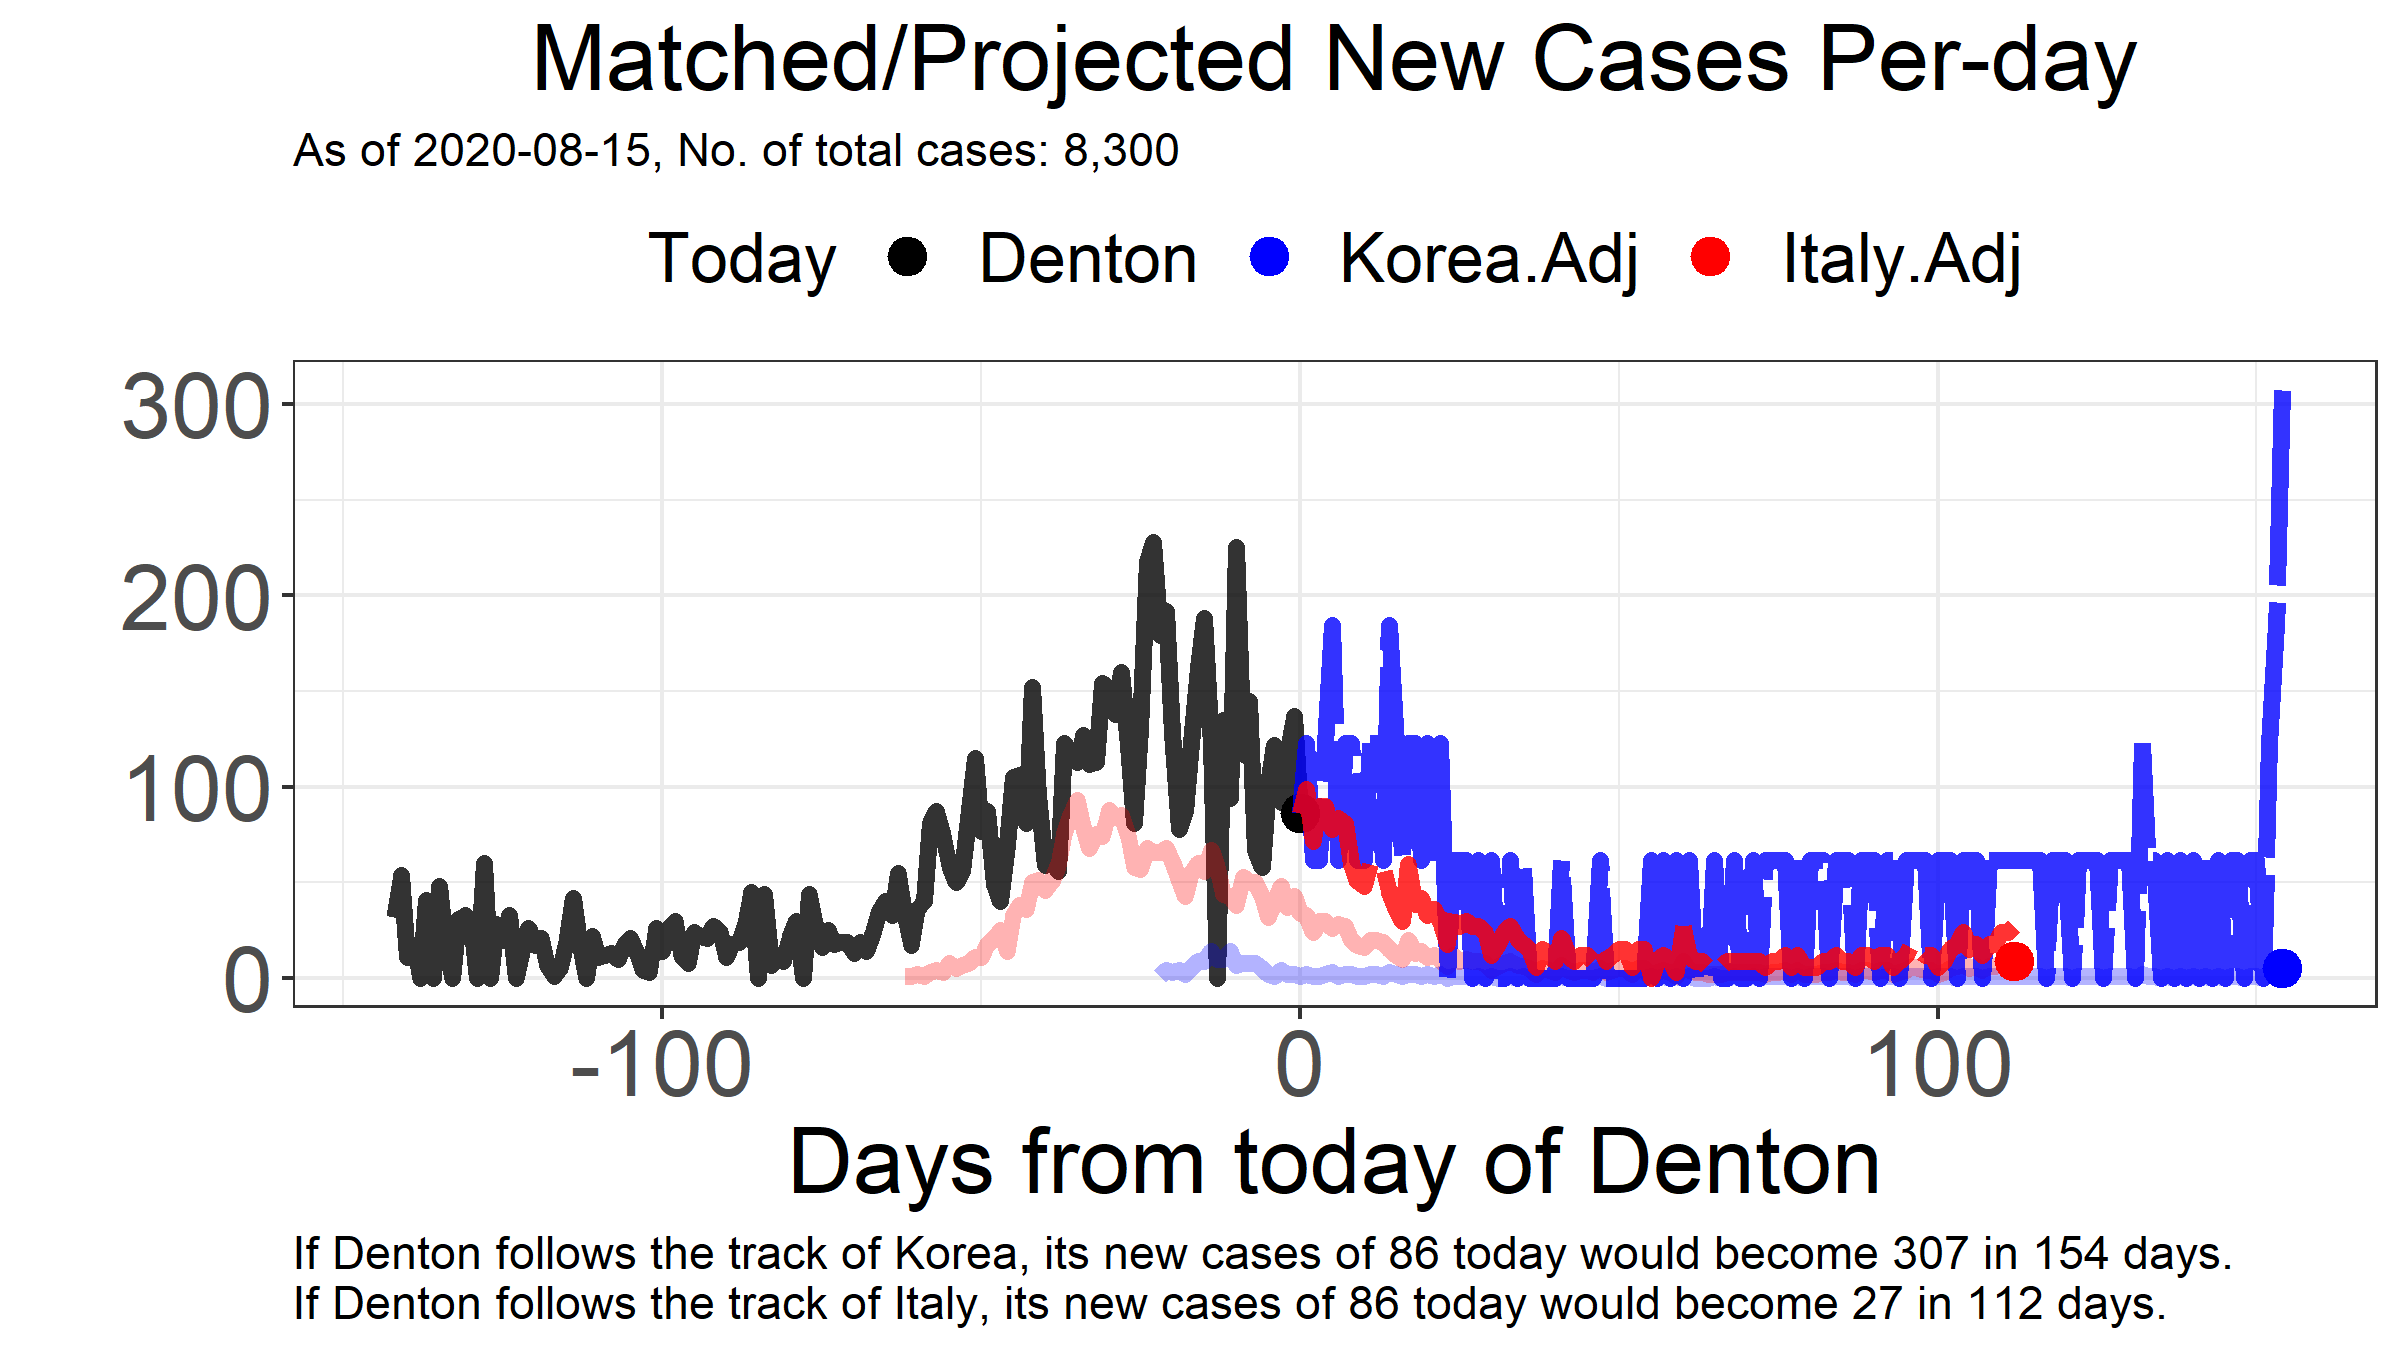 Matched/Projected New Cases Per-day
As of 2020-08-15, No. of total cases: 8,300
Today Denton Korea.Adj Italy.Adj
300
200
100
0
-100 0 100
Days from today of Denton
If Denton follows the track of Korea, its new cases of 86 today would become 307 in 154 days.
If Denton follows the track of Italy, its new cases of 86 today would become 27 in 112 days.